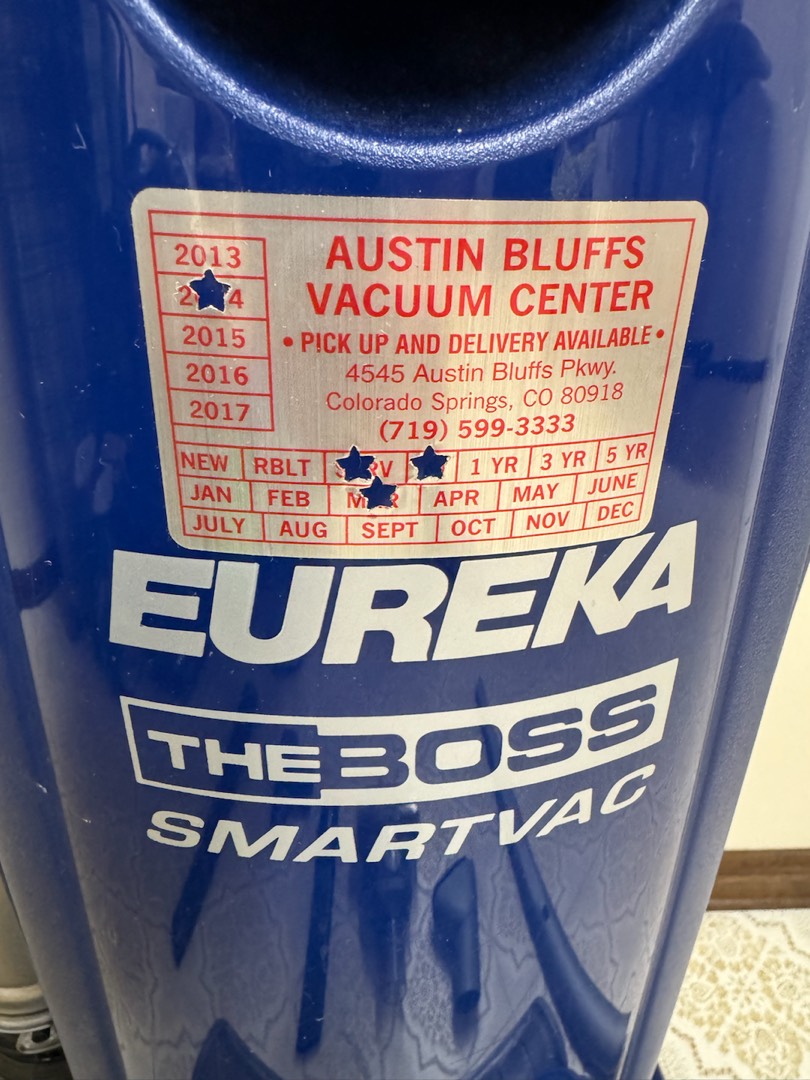 2013
2015
2016
2017
AUSTIN BLUFFS
VACUUM CENTER
• PICK UP AND DELIVERY AVAILABLE •
4545 Austin Bluffs Pkwy.
Colorado Springs, CO 80918
(719) 599-3333
NEW RBLT 1 YR 3 YR 5 YR
JAN FEB APR MAY JUNE
JULY AUG SEPT OCT NOV DEC
EUREKA
THE BOSS
SMARTVAC